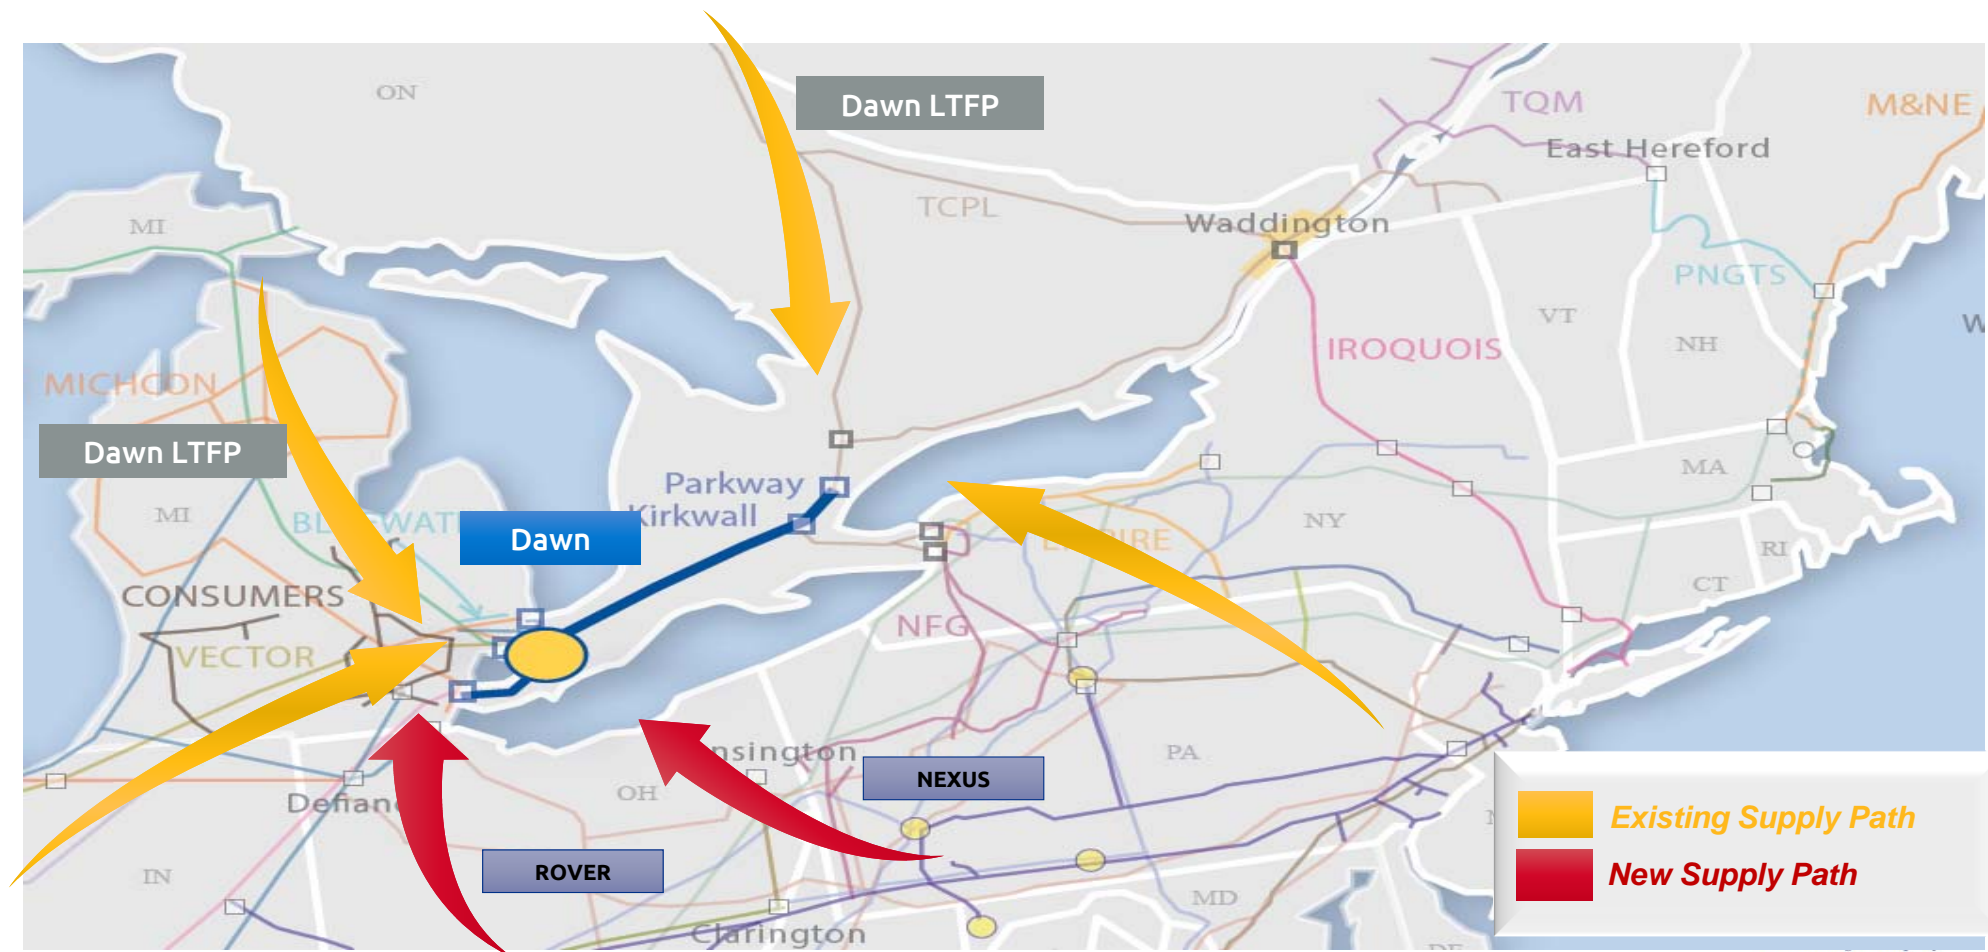 ON
Dawn LTFP
TQM
M&NE
East Hereford
MI
TCPL
Waddington
PNGTS
VT
NH
IROQUOIS
MICHCON
Dawn LTFP
MA
Parkway
MI
Kirkwall
NY
Dawn
EMPIRE
RI
CT
CONSUMERS
NFG
VECTOR
PA
NEXUS
OH
Existing Supply Path
ROVER
New Supply Path
IN
MD
Clarington